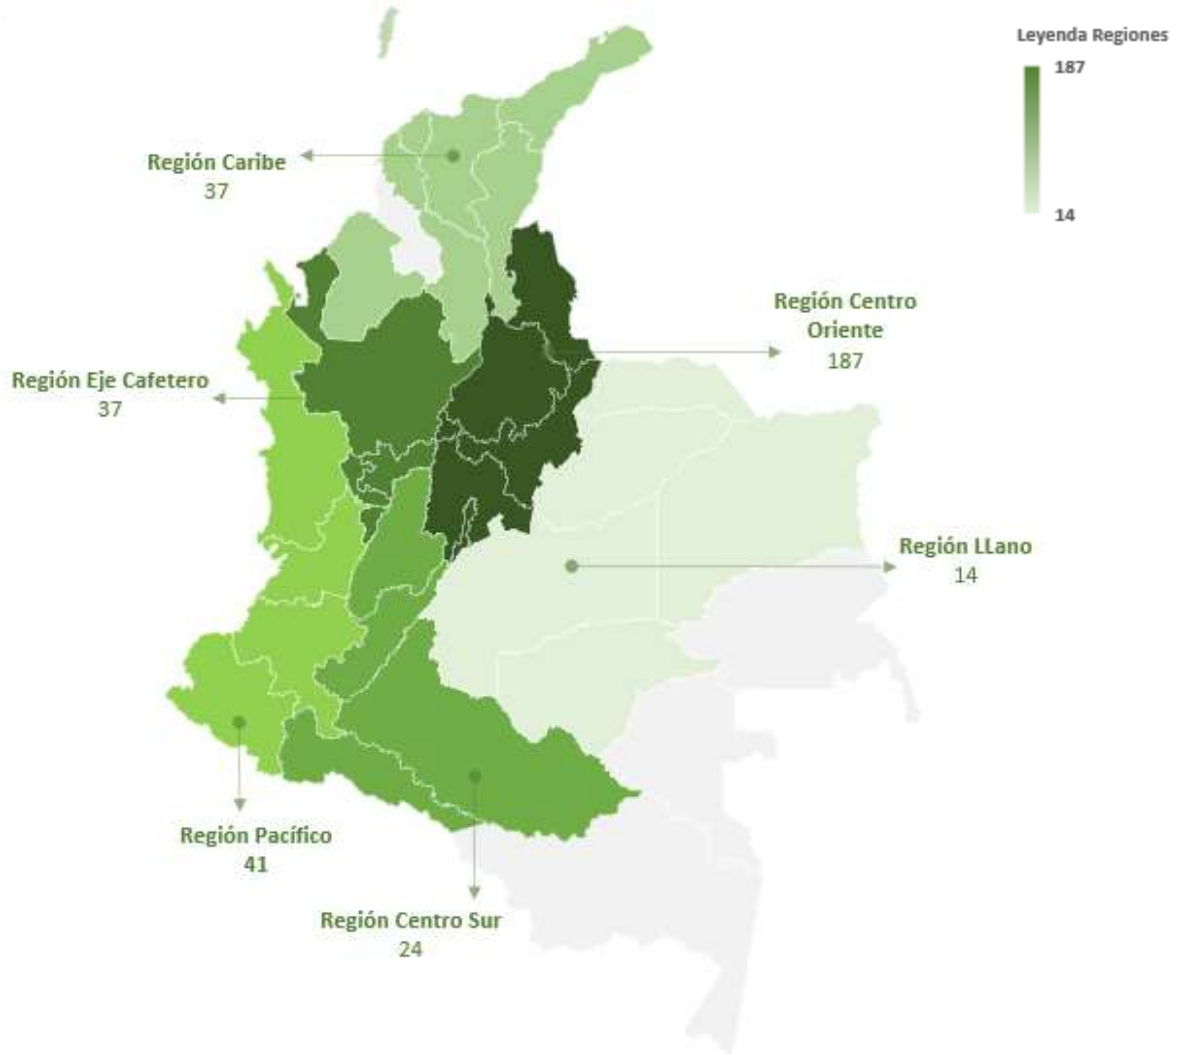 Leyenda Regiones
187
14
Región Caribe
37
Región Centro
Oriente
187
Región Eje Cafetero
37
Región LLano
14
Región Pacífico
41
Región Centro Sur
24